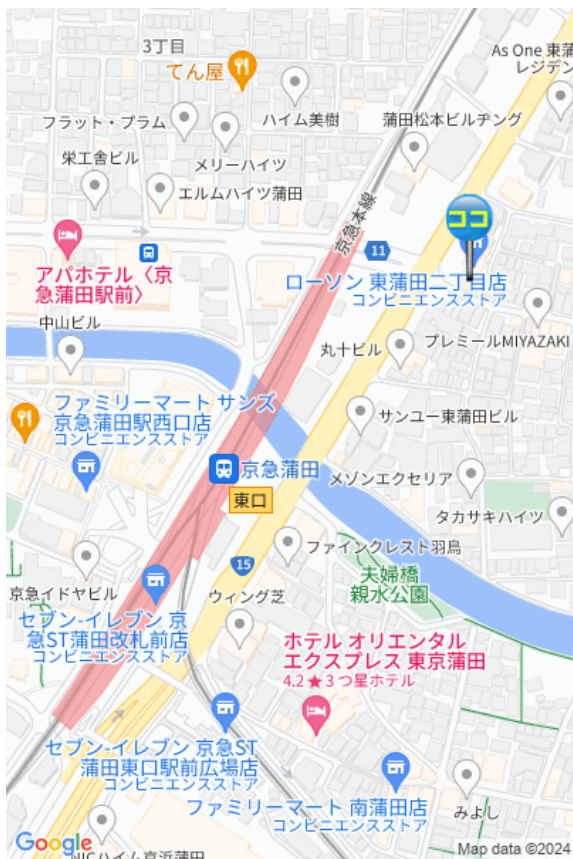 3丁目
As One 東蒲
レジデン
てん屋
ハイム美樹
フラット・プラム
蒲田松本ビルヂング
栄工舎ビル
メリーハイツ
エルムハイツ蒲田
京急本線
ココ
11
アパホテル〈京
急蒲田駅前〉
ローソン 東蒲田二丁目店
コンビニエンスストア
中山ビル
丸十ビル
プレミールMIYAZAKI
ファミリーマート サンズ
京急蒲田駅西口店
コンビニエンスストア
サンユー東蒲田ビル
京急蒲田
東口
メゾンエクセリア
タカサキハイツ
ファインクレスト羽鳥
15
夫婦橋
親水公園
京急イドヤビル
ウィング芝
セブン-イレブン 京
急ST蒲田改札前店
コンビニエンスストア
ホテル オリエンタル
エクスプレス 東京蒲田
4.2★3 つ星ホテル
セブン-イレブン 京急ST
蒲田東口駅前広場店
コンビニエンスストア
ファミリーマート 南蒲田店
コンビニエンスストア
みよし
NICハイム京浜蒲田
Google
Map data ©2024